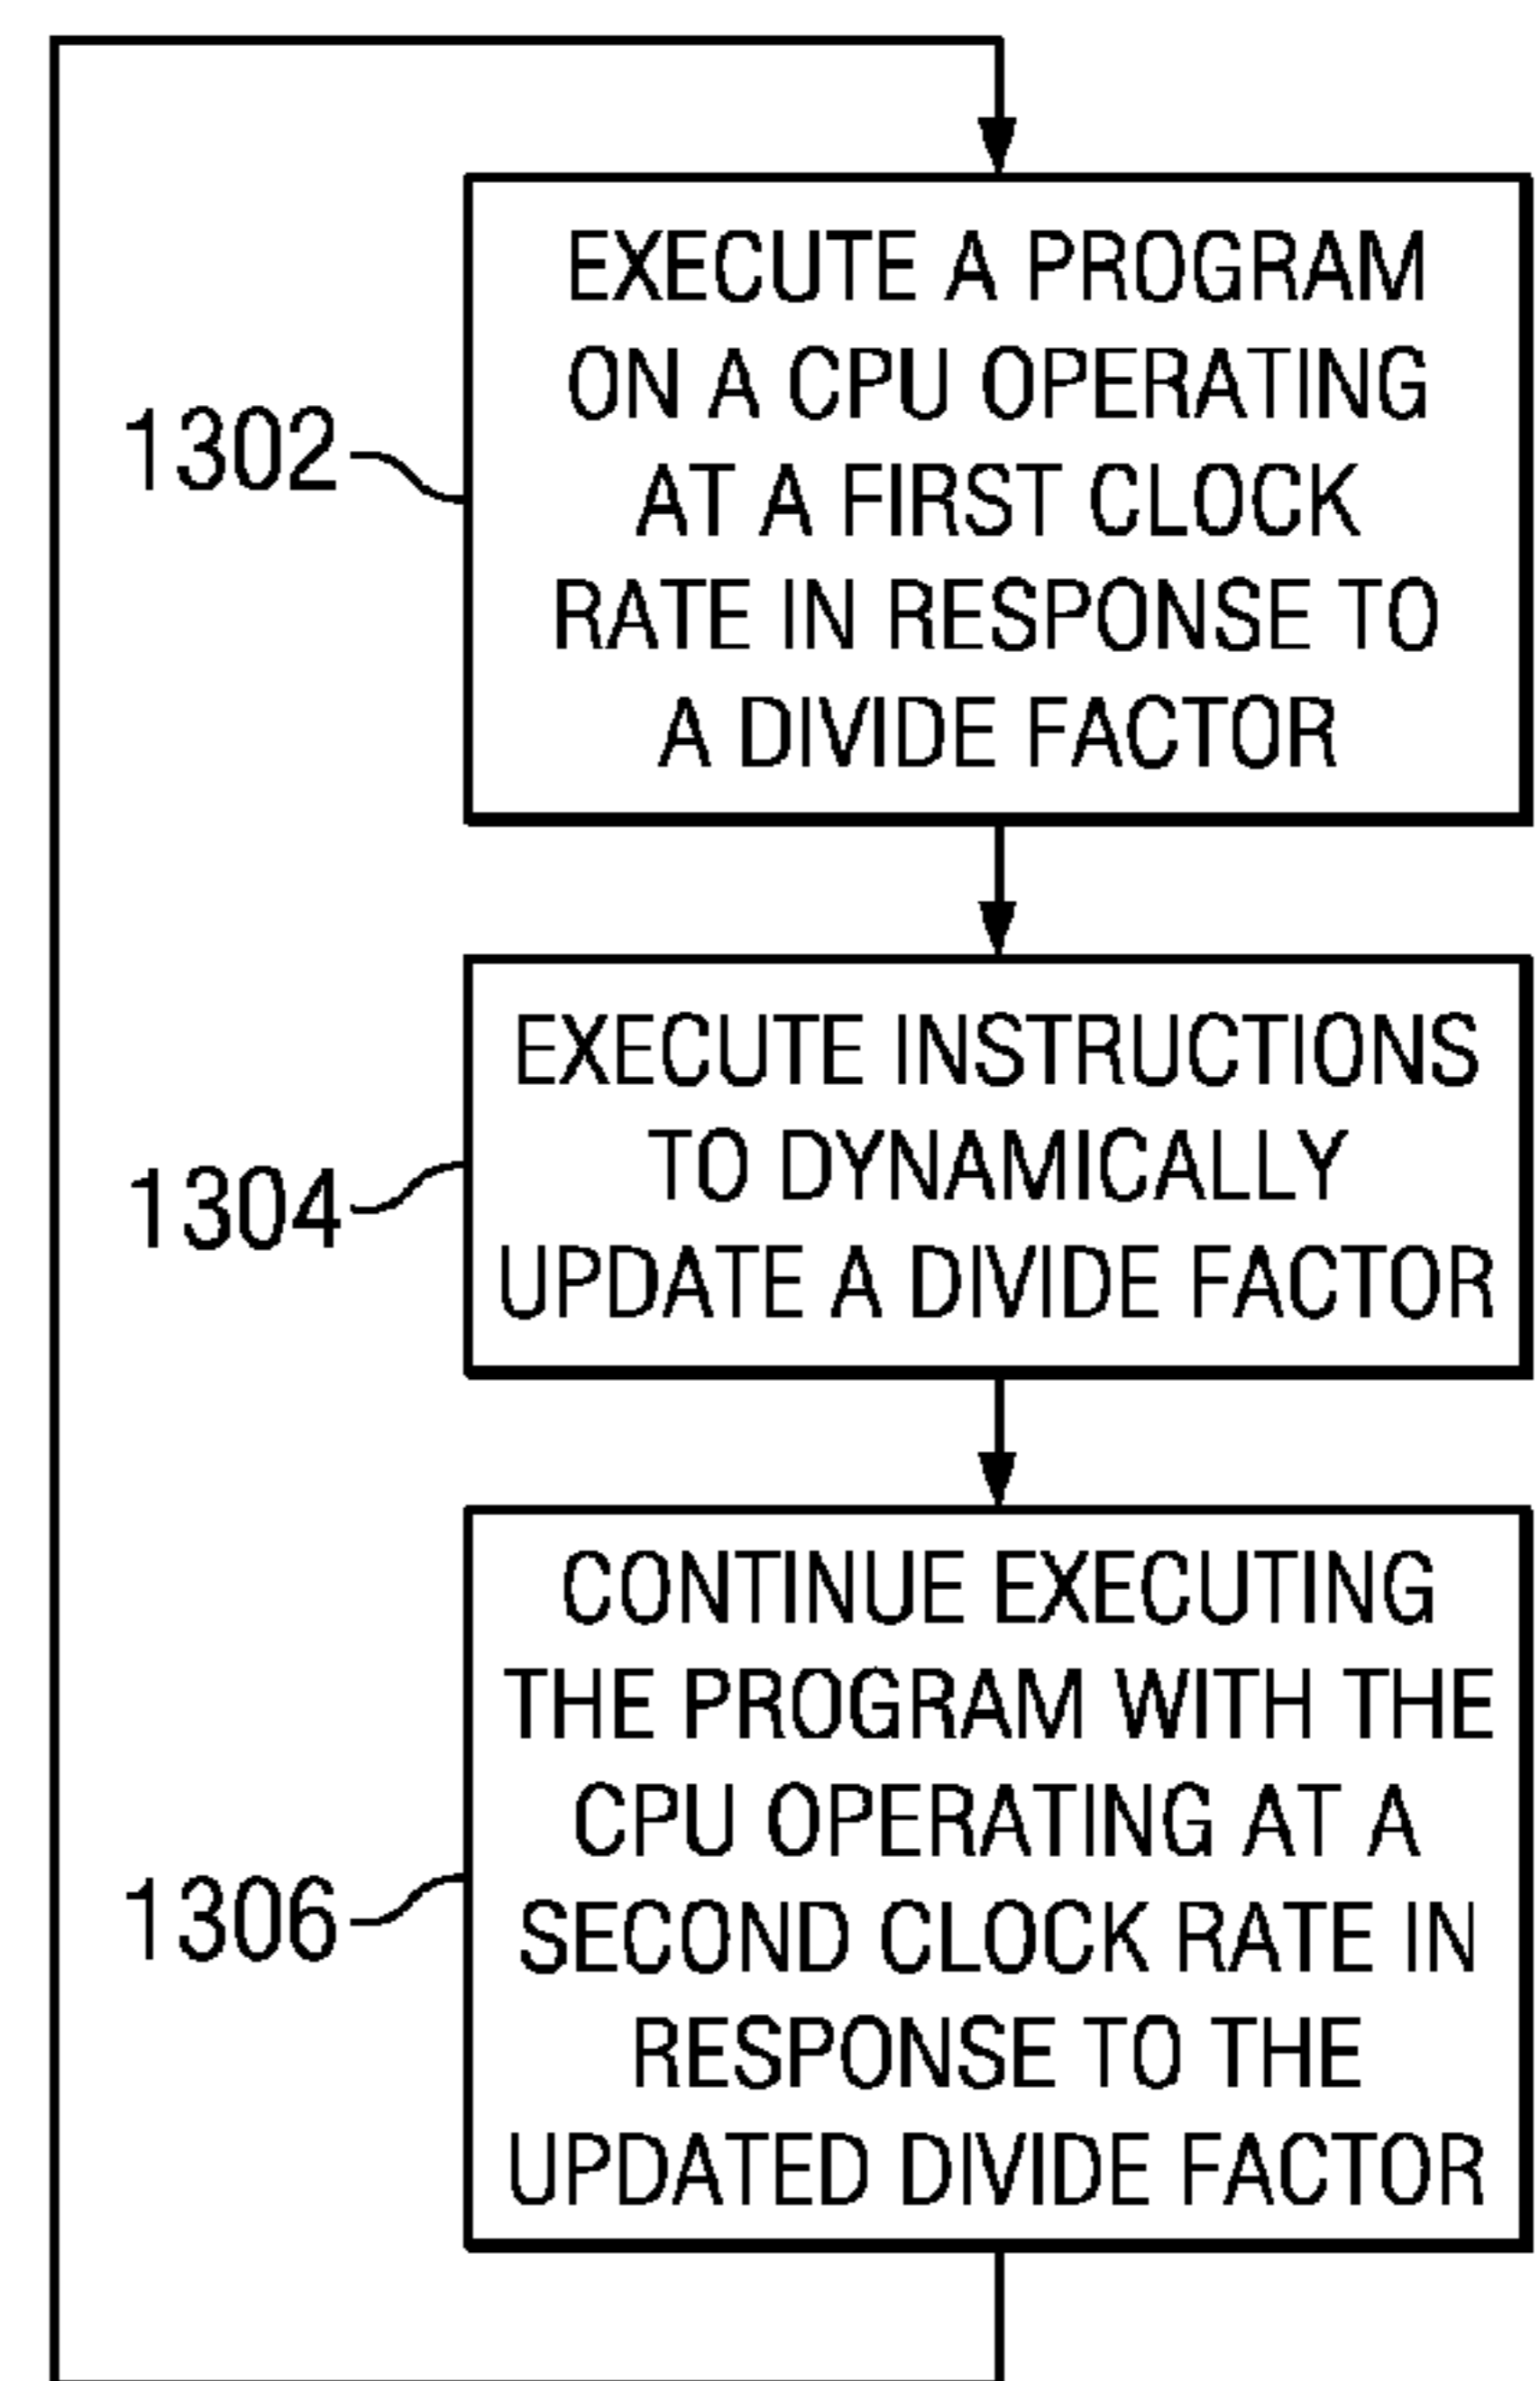 EXECUTE A PROGRAM
ON A CPU OPERATING
AT A FIRST CLOCK
RATE IN RESPONSE TO
A DIVIDE FACTOR
1302
EXECUTE INSTRUCTIONS
TO DYNAMICALLY
UPDATE A DIVIDE FACTOR
1304
CONTINUE EXECUTING
THE PROGRAM WITH THE
CPU OPERATING AT A
SECOND CLOCK RATE IN
RESPONSE TO THE
UPDATED DIVIDE FACTOR
1306